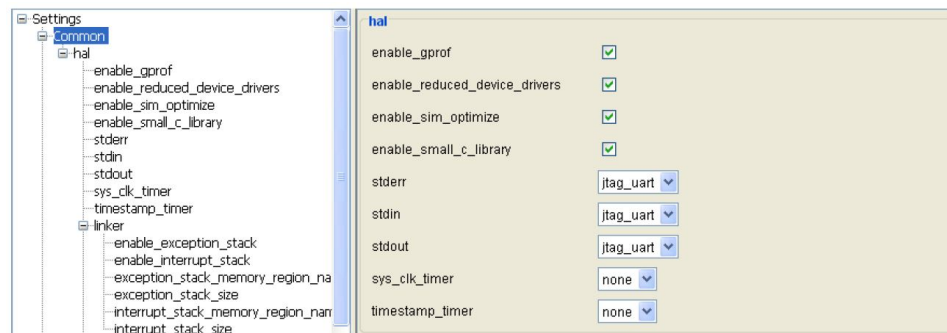 Settings
Common
hal
enable_gprof
enable_reduced_device_drivers
enable_sim_optimize
enable_small_c_library
stderr
stdin
stdout
sys_clk_timer
timestamp_timer
linker
enable_exception_stack
enable_interrupt_stack
exception_stack_memory_region_na
exception_stack_size
interrupt_stack_memory_region_nam
interrupt_stack_size
hal
enable_gprof
enable_reduced_device_drivers
enable_sim_optimize
enable_small_c_library
stderr jtag_uart
stdin jtag_uart
stdout jtag_uart
sys_clk_timer none
timestamp_timer none